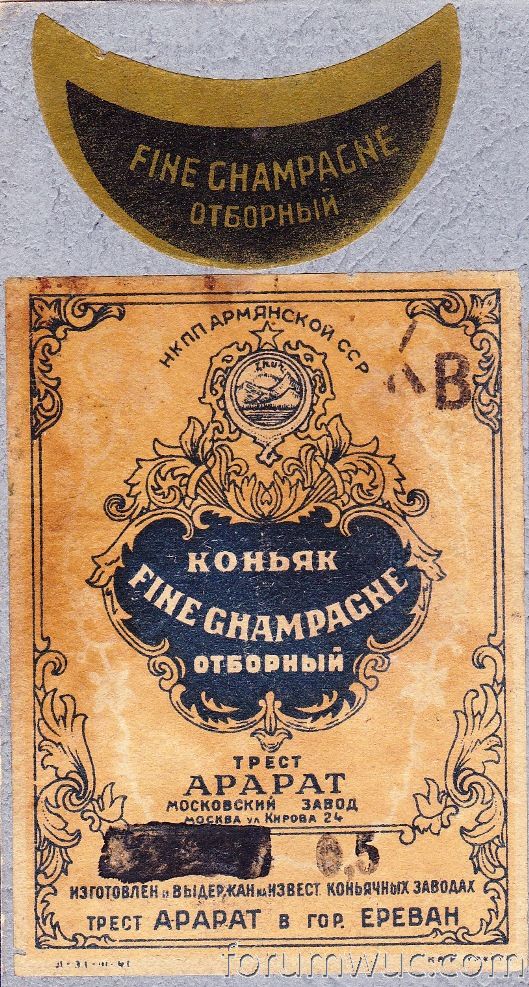 FINE CHAMPAGNE
ОТБОРНЫЙ
НКПП АРМЯНСКОЙ ССР
КВ
КОНЬЯК
FINE CHAMPAGNE
ОТБОРНЫЙ
ТРЕСТ
АРАРАТ
МОСКОВСКИЙ ЗАВОД
МОСКВА ул КИРОВА 24
0,5
ИЗГОТОВЛЕН и ВЫДЕРЖАН на ИЗВЕСТ. КОНЬЯЧНЫХ ЗАВОДАХ
ТРЕСТ АРАРАТ В ГОР. ЕРЕВАН
forumwuc.com